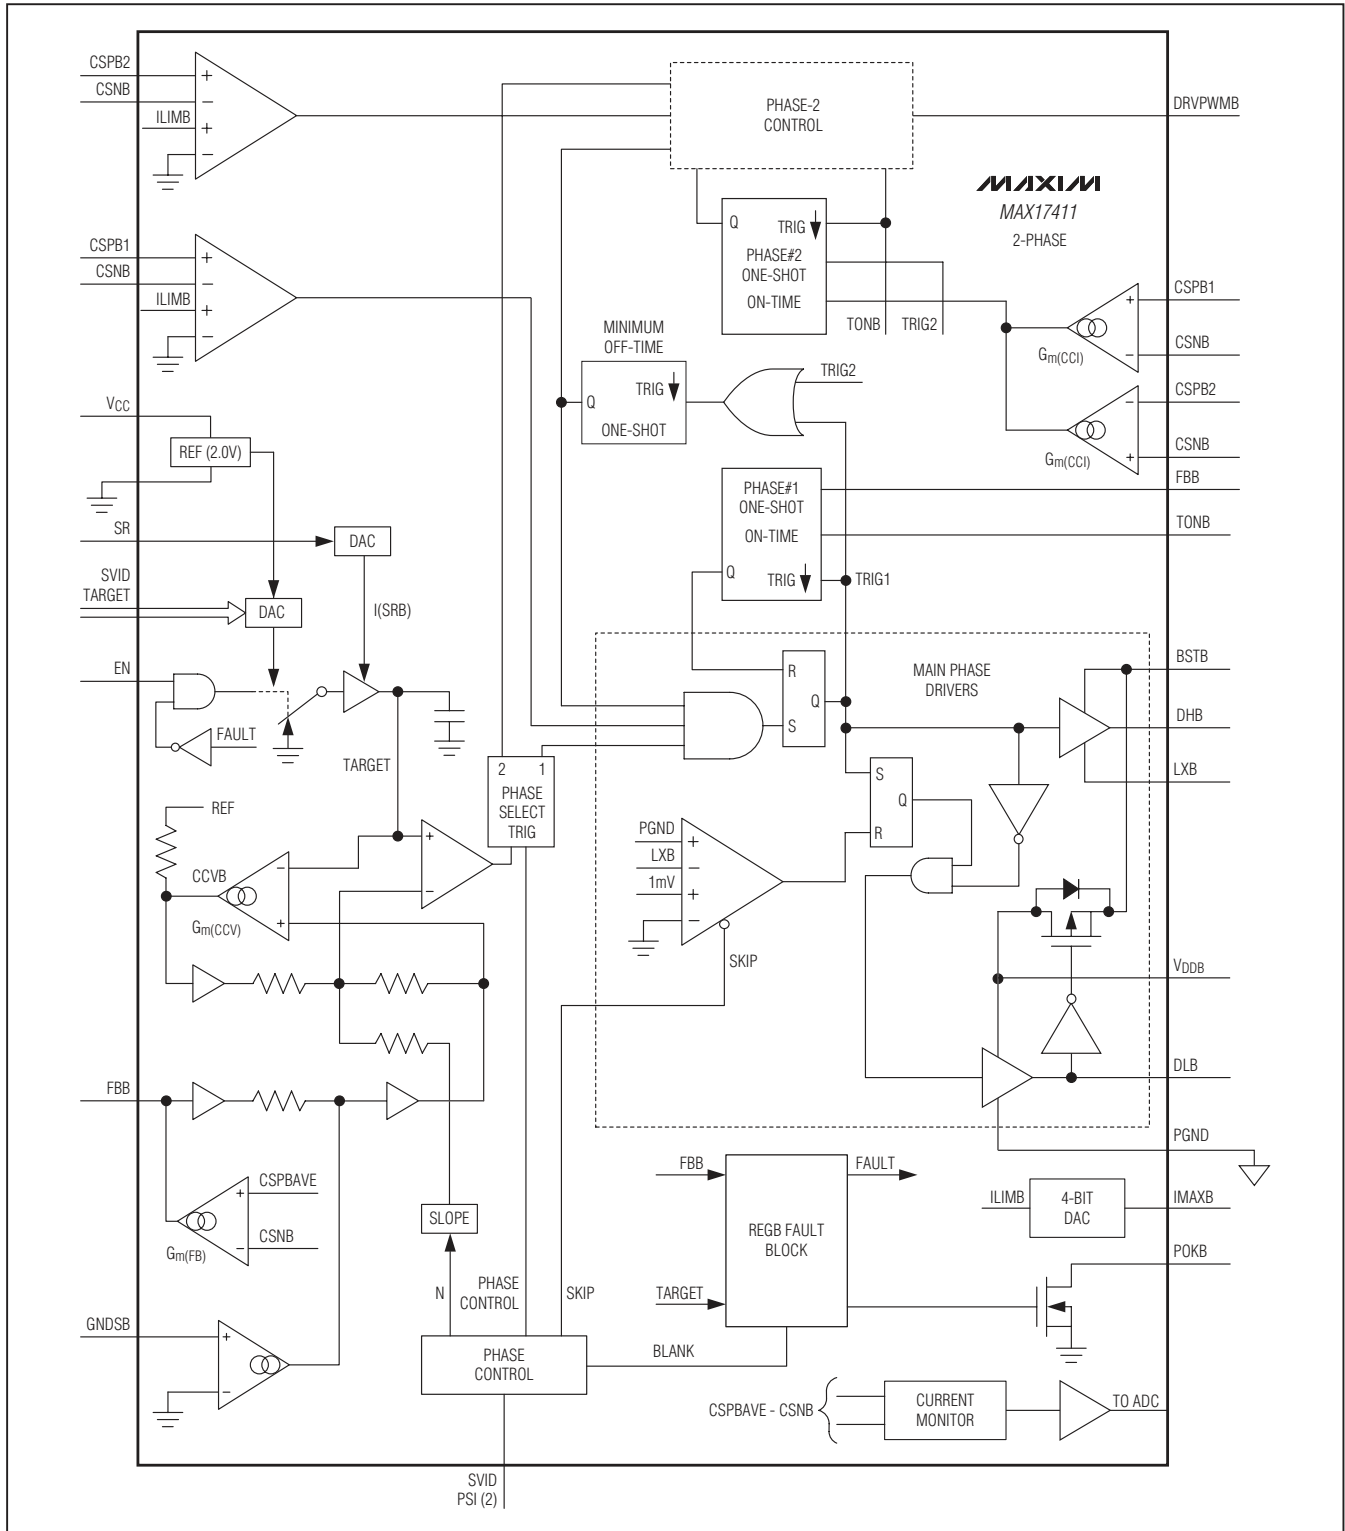 CSPB2
CSNB
ILIMB
+
−
+
−
PHASE-2
CONTROL
DRVPWMB
MAXIM
MAX17411
2-PHASE
Q
TRIG
PHASE#2
ONE-SHOT
ON-TIME
TONB
TRIG2
CSPB1
CSNB
ILIMB
+
−
+
−
CSPB1
+
CSNB
−
Gm(CCI)
CSPB2
−
CSNB
+
Gm(CCI)
MINIMUM
OFF-TIME
TRIG
Q
ONE-SHOT
TRIG2
VCC
REF (2.0V)
SR
DAC
SVID
TARGET
DAC
I(SRB)
EN
FAULT
TARGET
PHASE#1
ONE-SHOT
ON-TIME
Q
TRIG
TRIG1
FBB
TONB
MAIN PHASE
DRIVERS
R
Q
S
BSTB
DHB
LXB
2 1
PHASE
SELECT
TRIG
S
Q
R
PGND
LXB
1mV
+
−
+
−
SKIP
REF
CCVB
−
+
Gm(CCV)
+
−
VDDB
DLB
PGND
FBB
CSPBAVE
+
CSNB
−
Gm(FB)
SLOPE
N
PHASE
CONTROL
SKIP
GNDSB
+
−
PHASE
CONTROL
BLANK
SVID
PSI (2)
FBB
FAULT
REGB FAULT
BLOCK
TARGET
ILIMB
4-BIT
DAC
IMAXB
POKB
CSPBAVE - CSNB
CURRENT
MONITOR
TO ADC